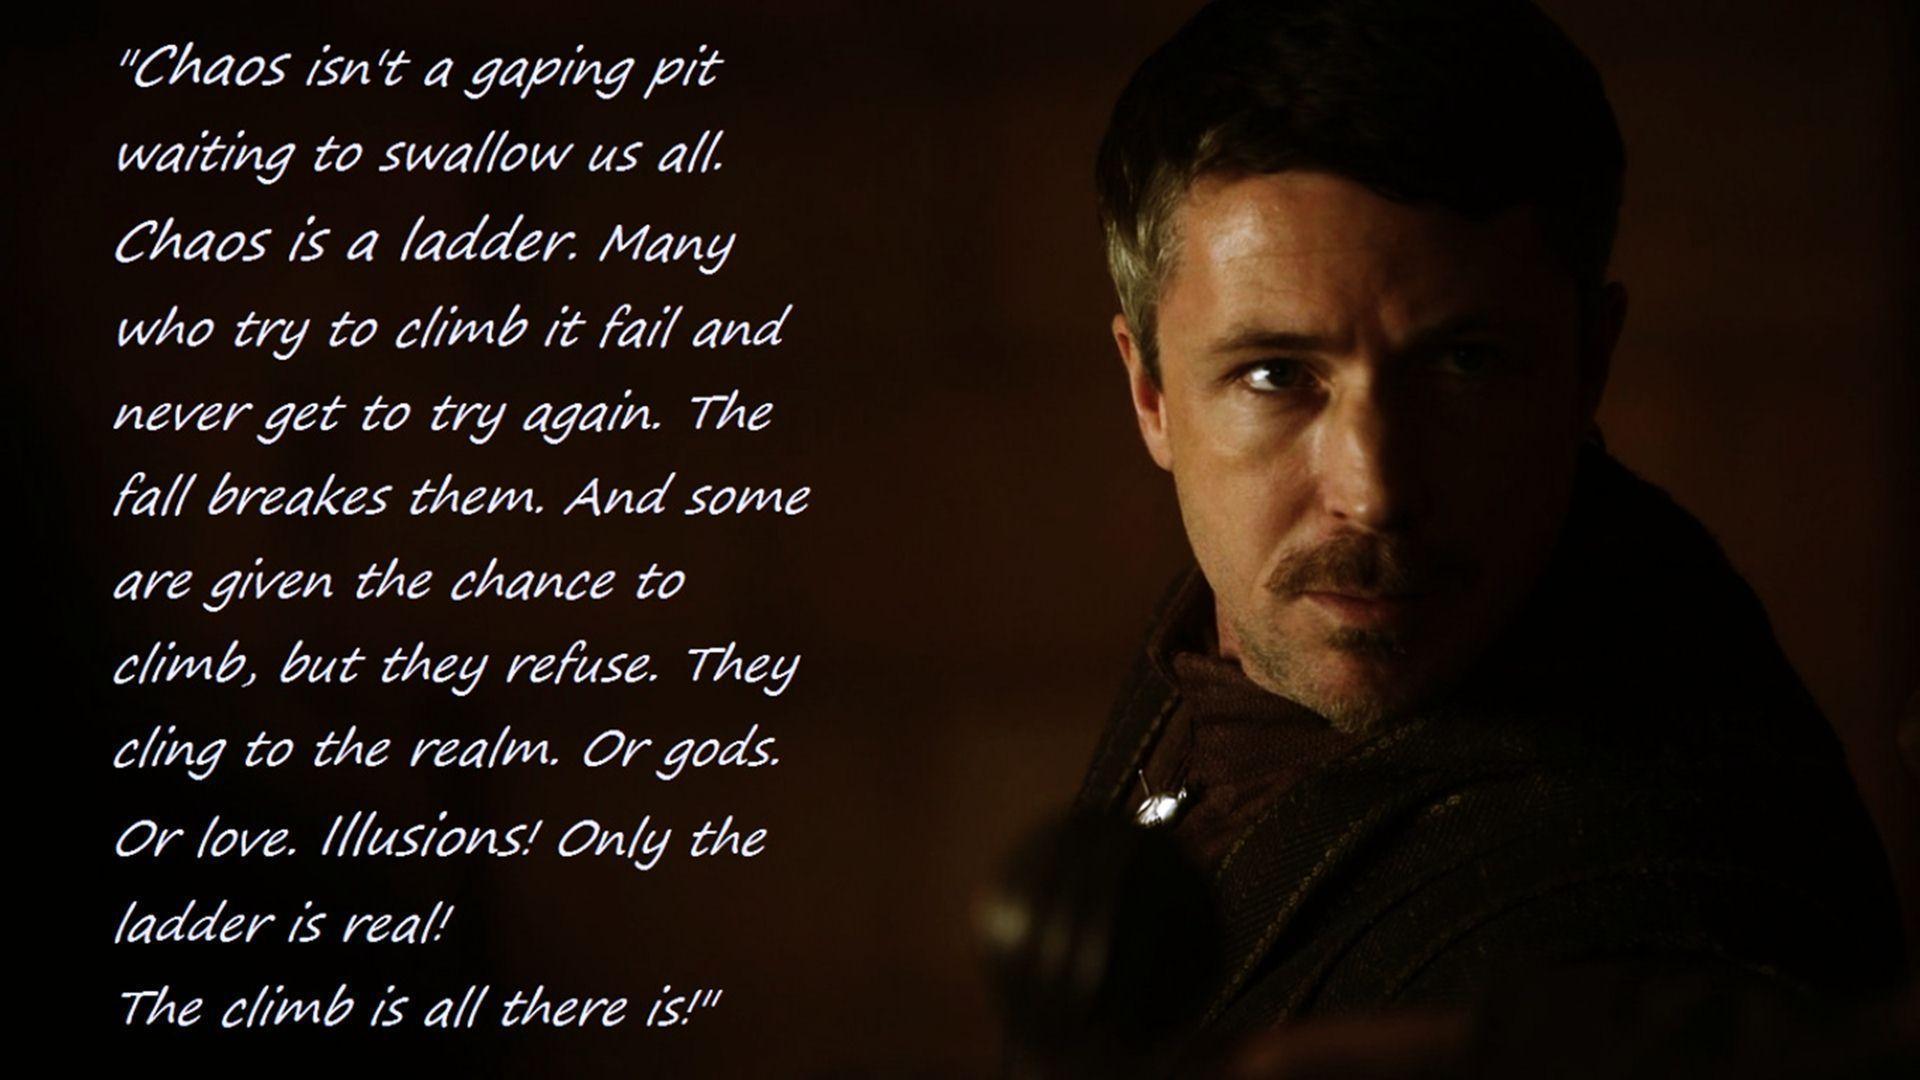 "Chaos isn't a gaping pit
waiting to swallow us all.
Chaos is a ladder. Many
who try to climb it fail and
never get to try again. The
fall breakes them. And some
are given the chance to
climb, but they refuse. They
cling to the realm. Or gods.
Or love. Illusions! Only the
ladder is real!
The climb is all there is!"